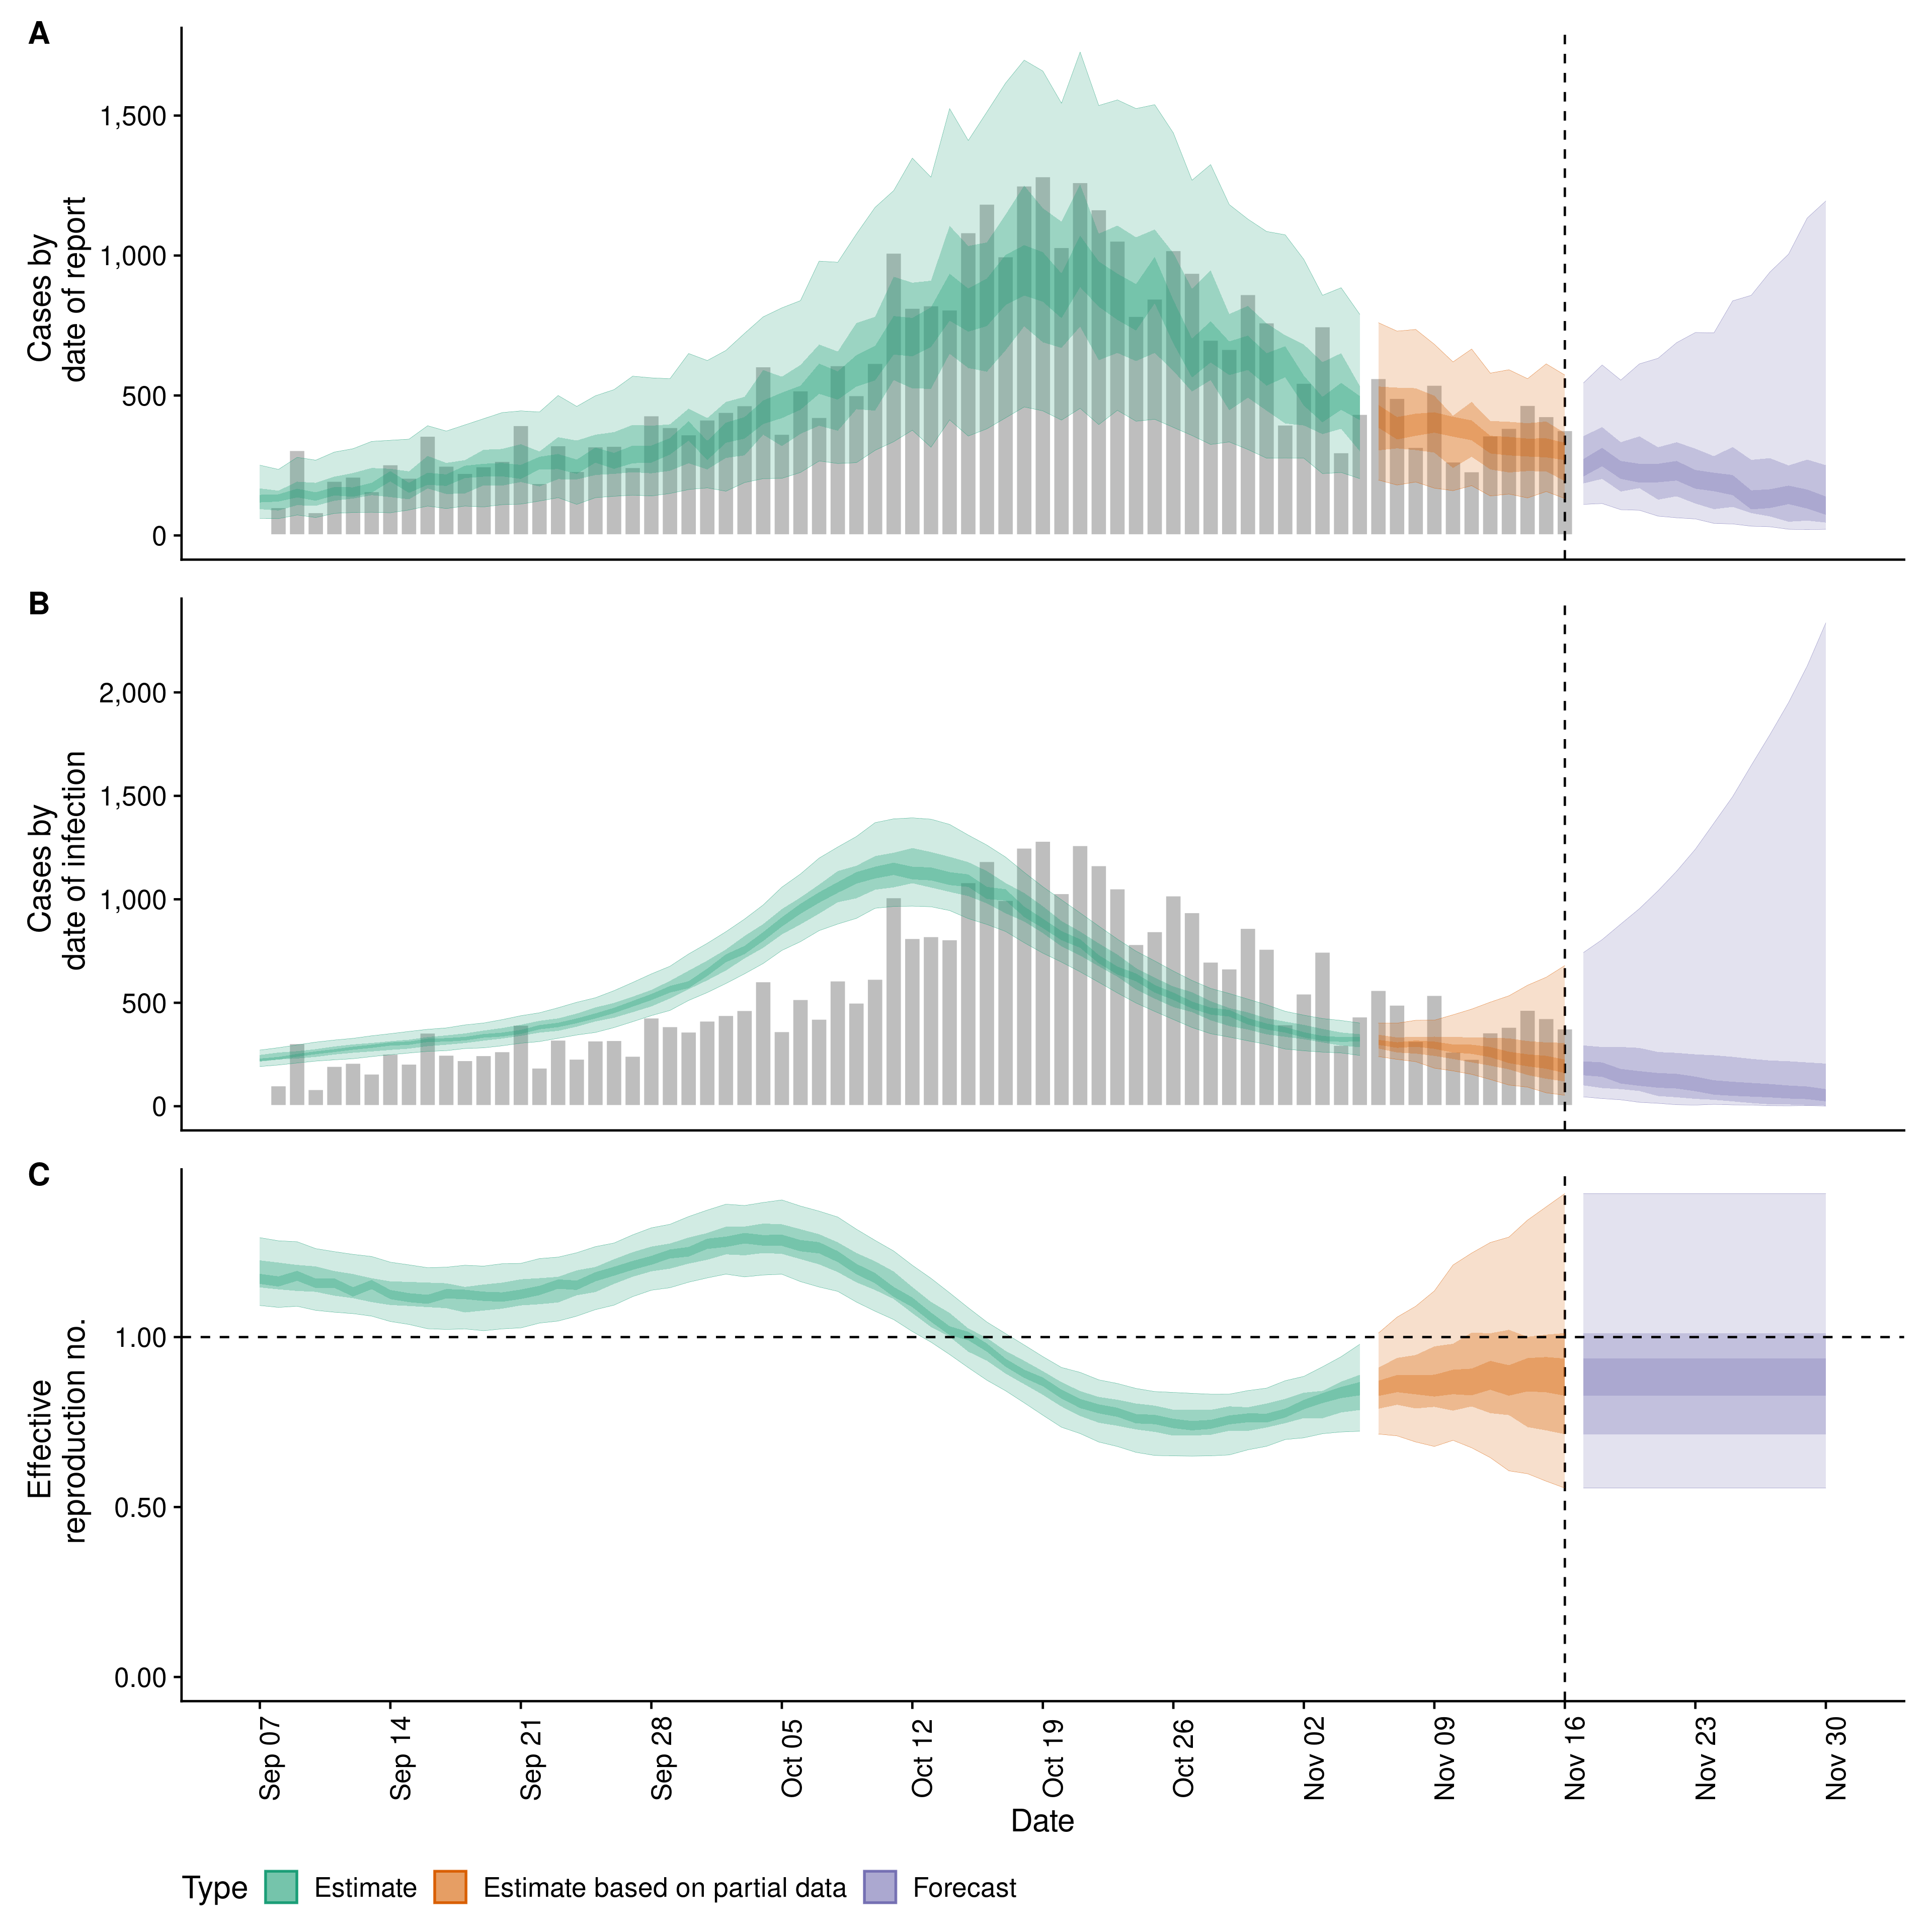 A
Cases by
date of report
1,500
1,000
500
0
B
Cases by
date of infection
2,000
1,500
1,000
500
0
C
Effective
reproduction no.
1.00
0.50
0.00
Sep 07
Sep 14
Sep 21
Sep 28
Oct 05
Oct 12
Oct 19
Oct 26
Nov 02
Nov 09
Nov 16
Nov 23
Nov 30
Date
Type Estimate Estimate based on partial data Forecast